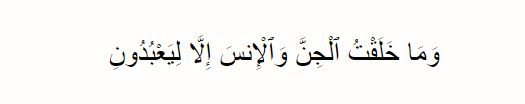 وَمَا خَلَقْتُ ٱلْجِنَّ وَٱلْإِنسَ إِلَّا لِيَعْبُدُونِ